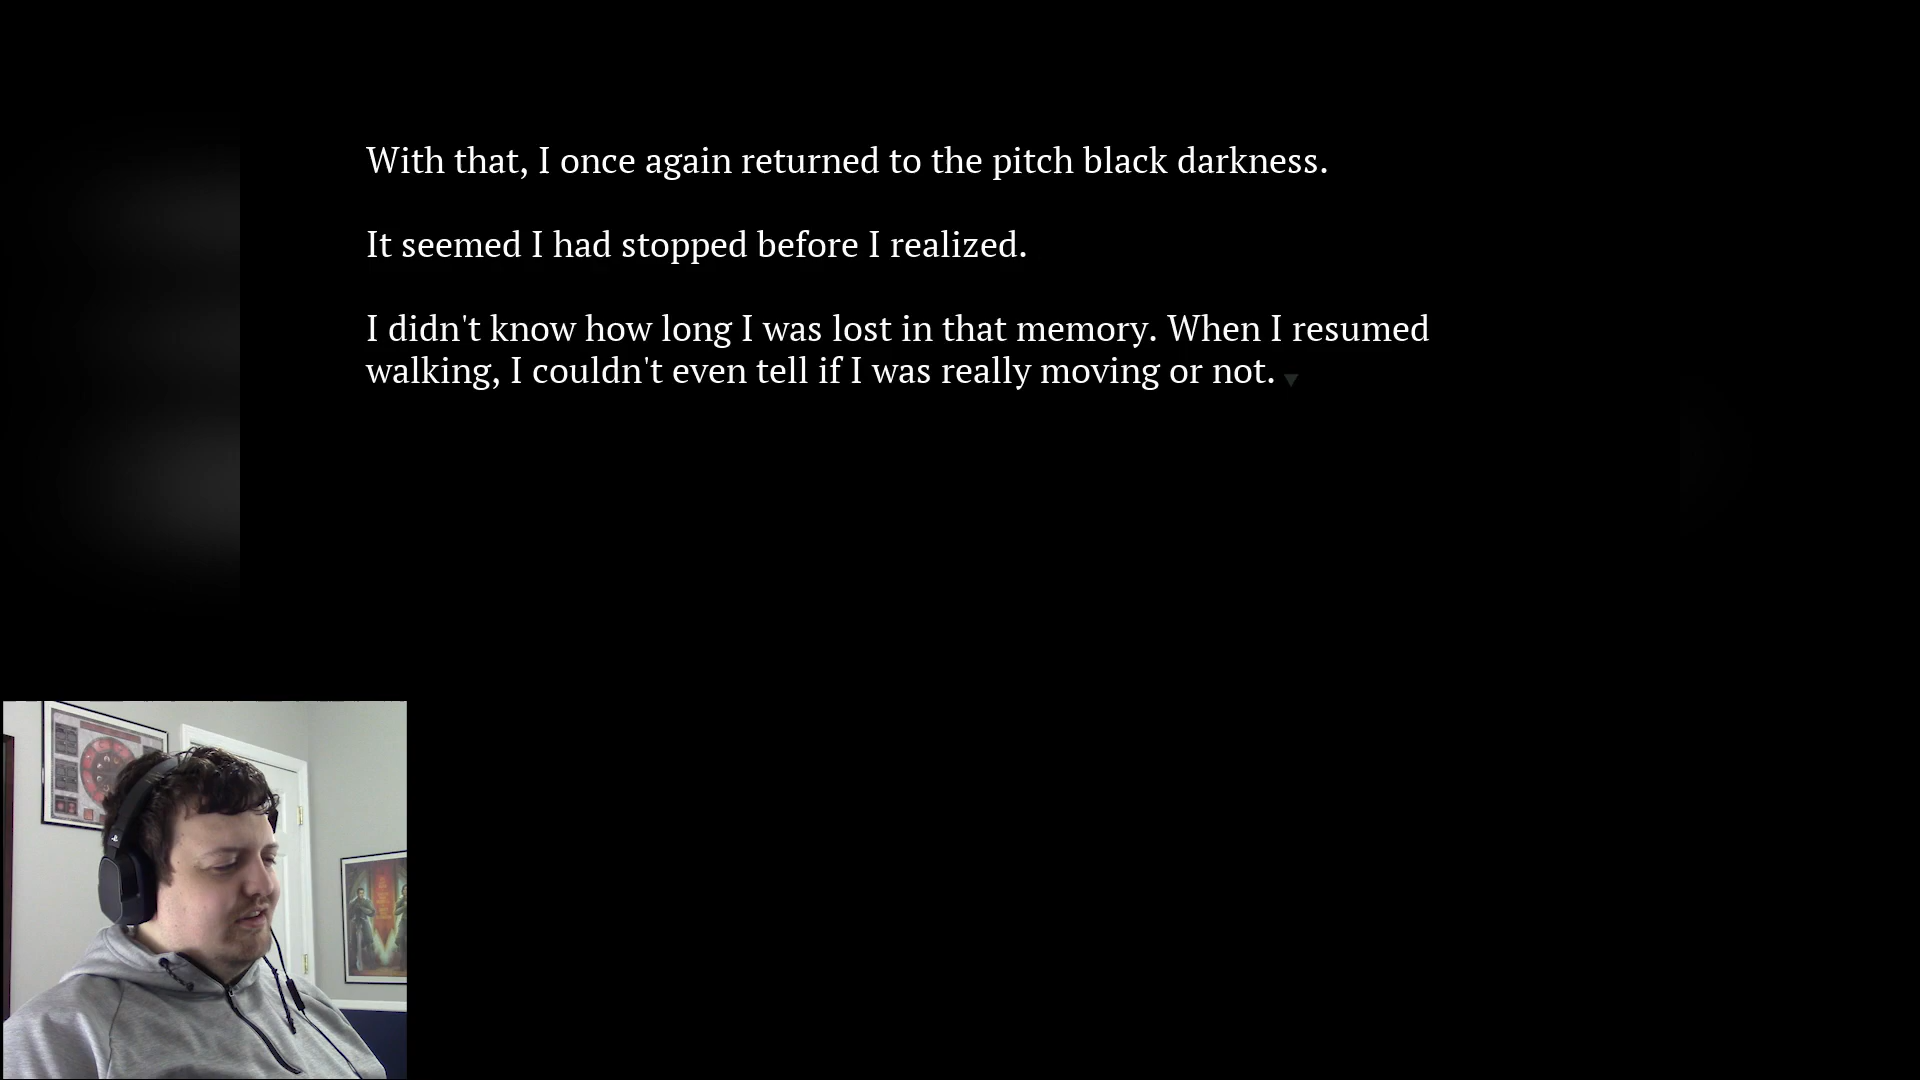 With that, I once again returned to the pitch black darkness.
It seemed I had stopped before I realized.
I didn't know how long I was lost in that memory. When I resumed
walking, I couldn't even tell if I was really moving or not.